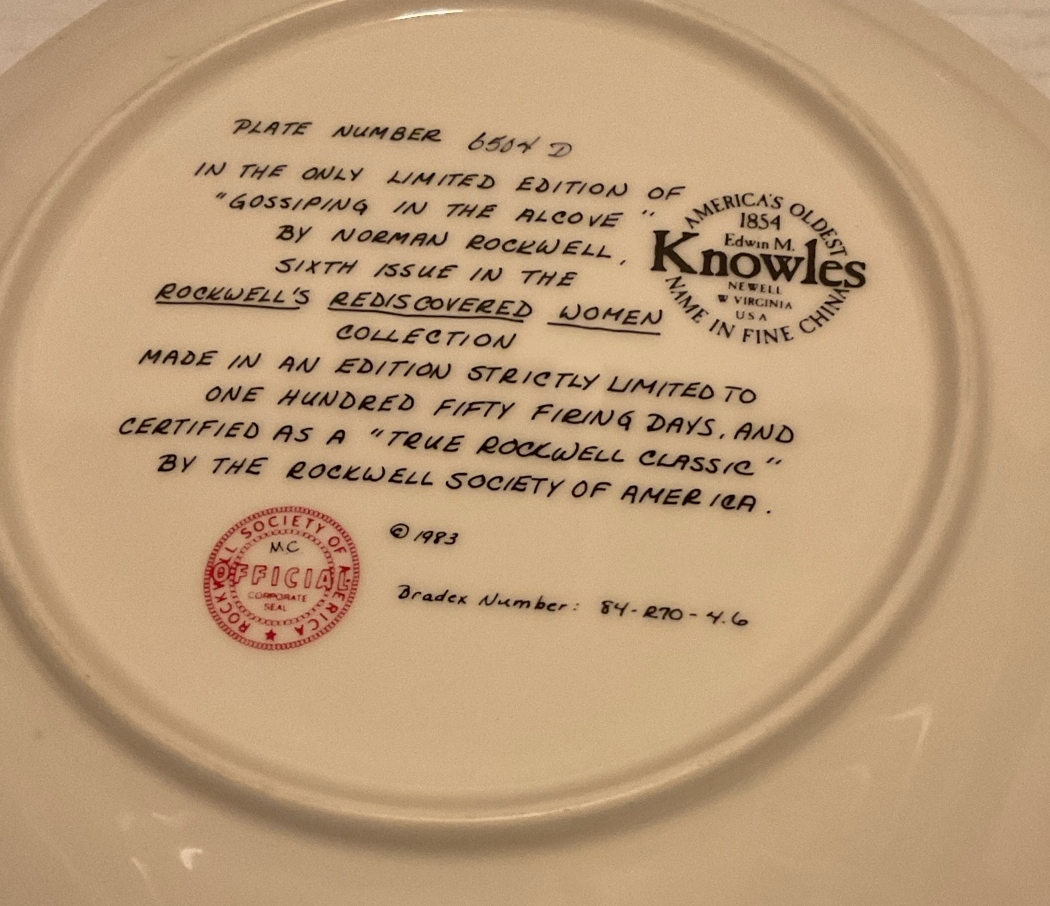 PLATE NUMBER 6504 D
IN THE ONLY LIMITED EDITION OF
"GOSSIPING IN THE ALCOVE"
BY NORMAN ROCKWELL,
SIXTH ISSUE IN THE
ROCKWELL'S REDISCOVERED WOMEN
COLLECTION
MADE IN AN EDITION STRICTLY LIMITED TO
ONE HUNDRED FIFTY FIRING DAYS, AND
CERTIFIED AS A "TRUE ROCKWELL CLASSIC"
BY THE ROCKWELL SOCIETY OF AMERICA.
AMERICA'S OLDEST
1854
Edwin M.
Knowles
NEWELL
W VIRGINIA
USA
NAME IN FINE CHINA
ROCKWELL SOCIETY OF AMERICA
MC
OFFICIAL
CORPORATE
SEAL
© 1983
Bradex Number: 84-R70-4.6